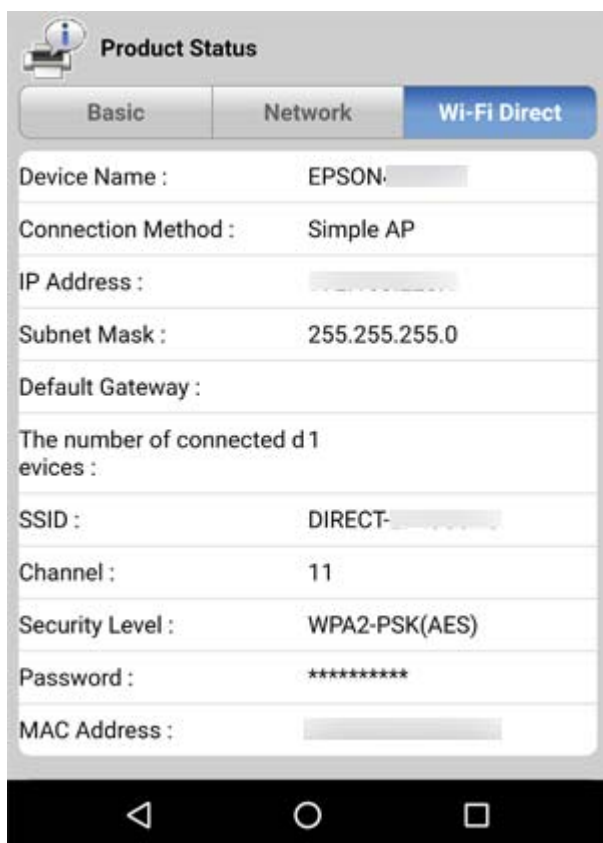 Product Status
Basic Network Wi-Fi Direct
Device Name : EPSON
Connection Method : Simple AP
IP Address :
Subnet Mask : 255.255.255.0
Default Gateway :
The number of connected d 1
evices :
SSID : DIRECT-
Channel : 11
Security Level : WPA2-PSK(AES)
Password : **********
MAC Address :